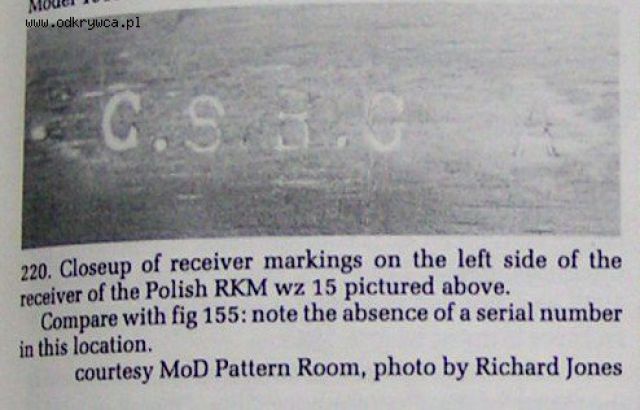 www.odkrywca.pl
C.S.R.G A
220. Closeup of receiver markings on the left side of the
receiver of the Polish RKM wz 15 pictured above.
Compare with fig 155: note the absence of a serial number
in this location.
courtesy MoD Pattern Room, photo by Richard Jones